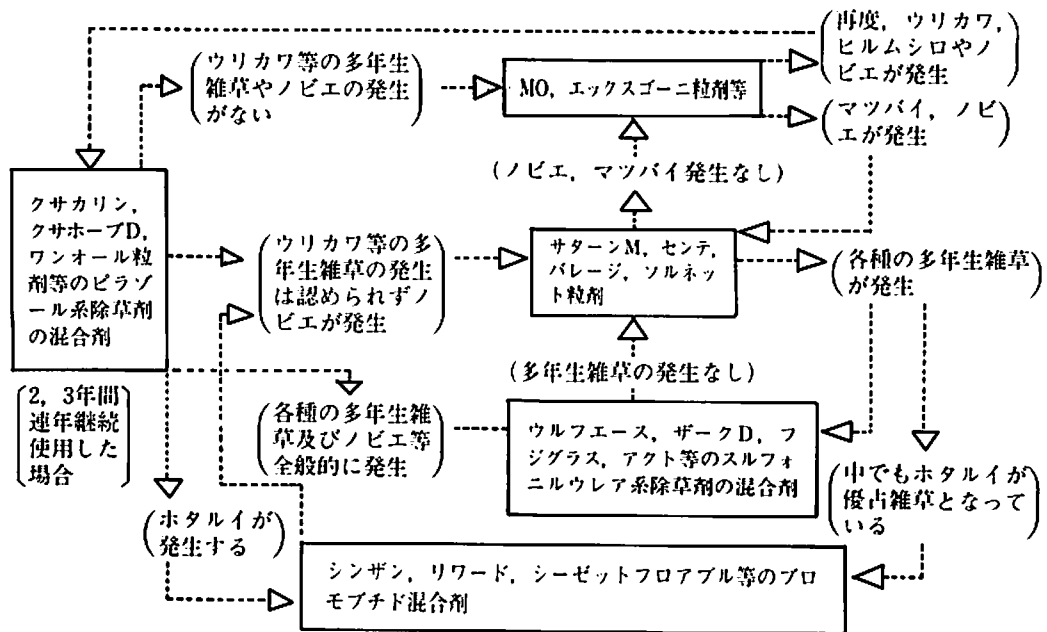 再度，ウリカワ，
ヒルムシロやノ
ビエが発生
ウリカワ等の多年生
雑草やノビエの発生
がない
MO，エックスゴーニ粒剤等
マツバイ，ノビ
エが発生
(ノビエ，マツバイ発生なし)
クサカリン，
クサホープD，
ワンオール粒
剤等のピラゾ
ール系除草剤
の混合剤
ウリカワ等の多
年生雑草の発生
は認められずノ
ビエが発生
サターンM，センテ，
バレージ，ソルネッ
ト粒剤
各種の多年生雑草
が発生
(多年生雑草の発生なし)
2，3年間
連年継続
使用した
場合
各種の多年生雑
草及びノビエ等
全般的に発生
ウルフエース，ザークD，フ
ジグラス，アクト等のスルフォ
ニルウレア系除草剤の混合剤
中でもホタルイが
優占雑草となって
いる
ホタルイが
発生する
シンザン，リワード，シーゼットフロアブル等のブロ
モブチド混合剤